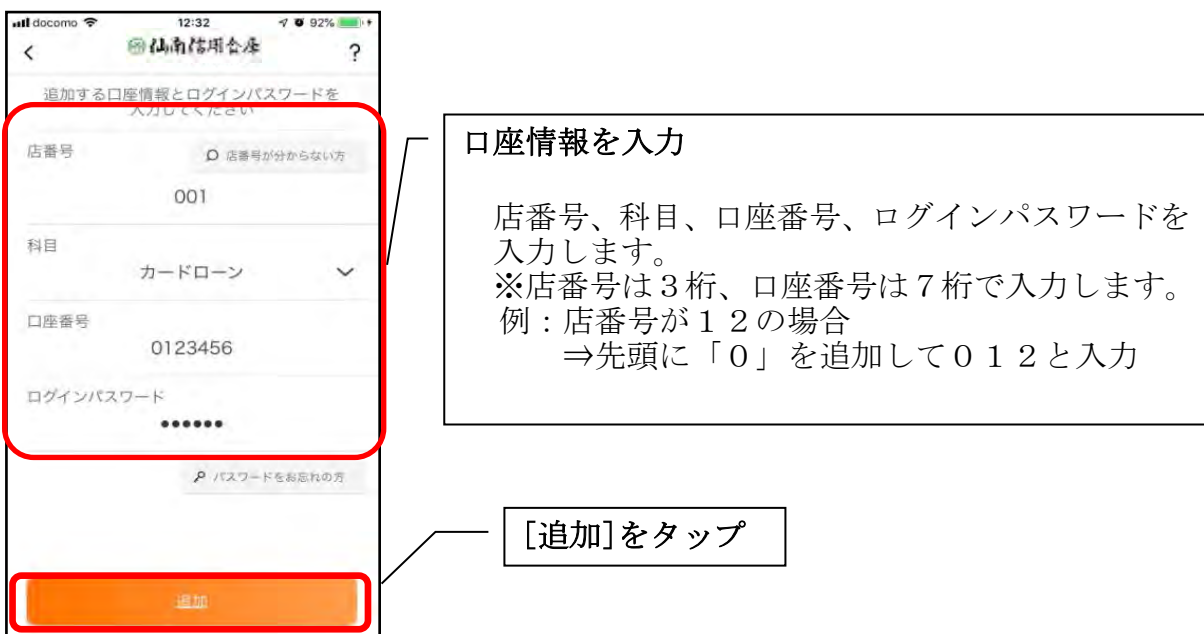 docomo 12:32 92%
仙南信用金庫
?
追加する口座情報とログインパスワードを
入力してください
店番号
店番号が分からない方
001
科目
カードローン
口座番号
0123456
ログインパスワード
••••••
パスワードをお忘れの方
追加
口座情報を入力
店番号、科目、口座番号、ログインパスワードを
入力します。
※店番号は３桁、口座番号は７桁で入力します。
例：店番号が１２の場合
⇒先頭に「０」を追加して０１２と入力
[追加]をタップ